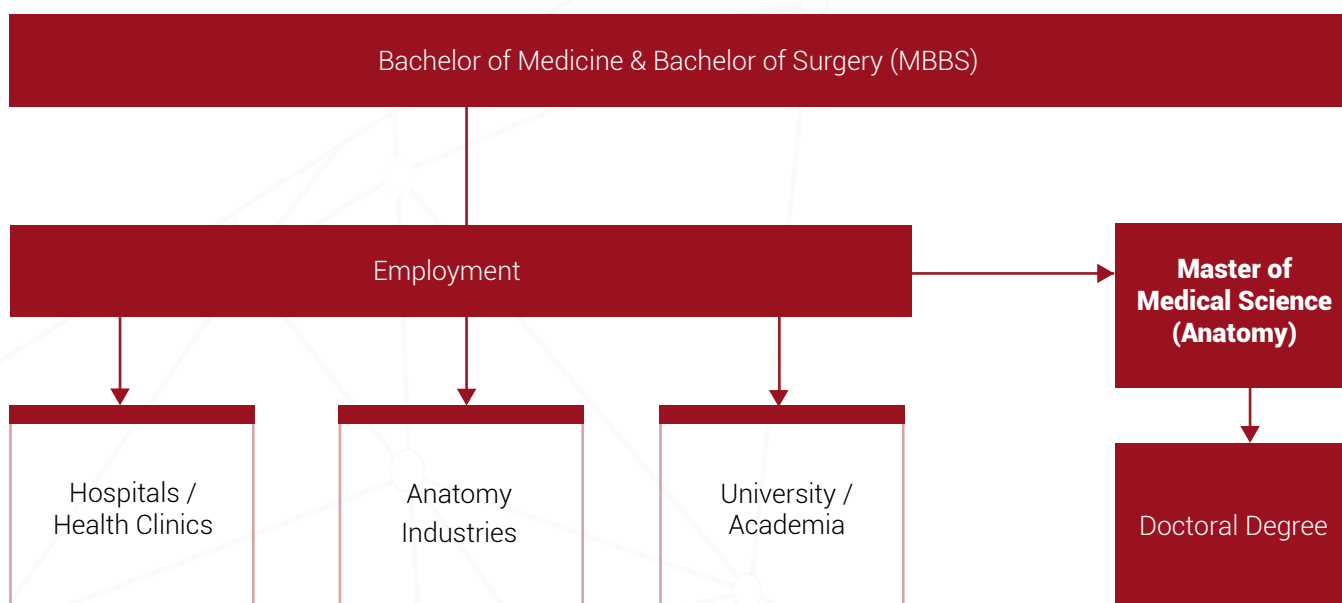 Bachelor of Medicine & Bachelor of Surgery (MBBS)
Employment
Master of
Medical Science
(Anatomy)
Hospitals /
Health Clinics
Anatomy
Industries
University /
Academia
Doctoral Degree